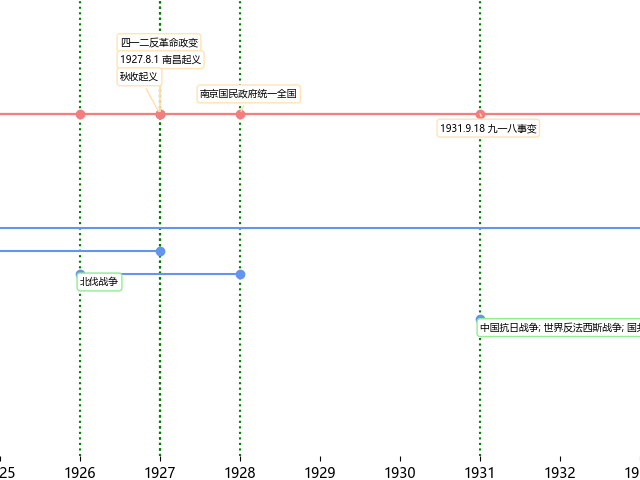 四一二反革命政变
1927.8.1 南昌起义
秋收起义
南京国民政府统一全国
1931.9.18 九一八事变
北伐战争
中国抗日战争; 世界反法西斯战争; 国共
25 1926 1927 1928 1929 1930 1931 1932 19